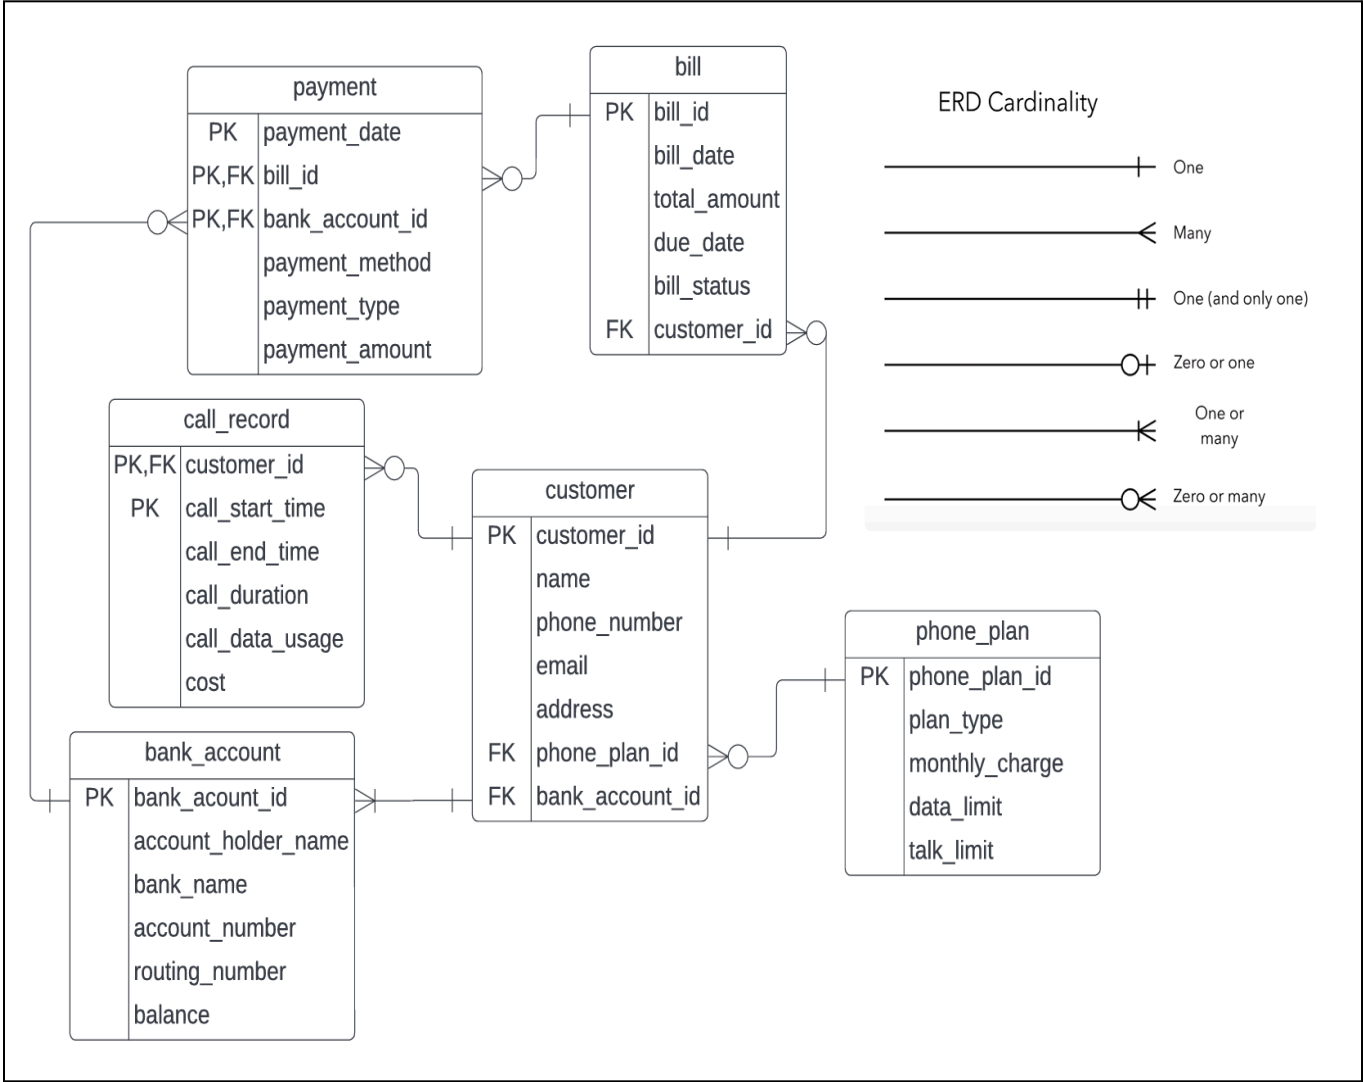 payment
PK payment_date
PK,FK bill_id
PK,FK bank_account_id
payment_method
payment_type
payment_amount
bill
PK bill_id
bill_date
total_amount
due_date
bill_status
FK customer_id
ERD Cardinality
One
Many
One (and only one)
Zero or one
One or
many
Zero or many
call_record
PK,FK customer_id
PK call_start_time
call_end_time
call_duration
call_data_usage
cost
customer
PK customer_id
name
phone_number
email
address
FK phone_plan_id
FK bank_account_id
phone_plan
PK phone_plan_id
plan_type
monthly_charge
data_limit
talk_limit
bank_account
PK bank_acount_id
account_holder_name
bank_name
account_number
routing_number
balance